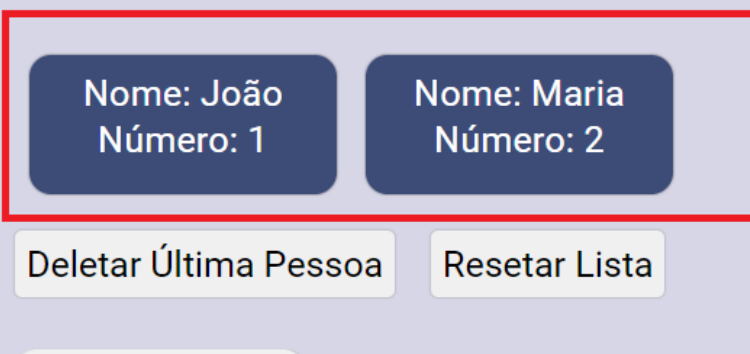 Nome: João
Número: 1
Nome: Maria
Número: 2
Deletar Última Pessoa
Resetar Lista